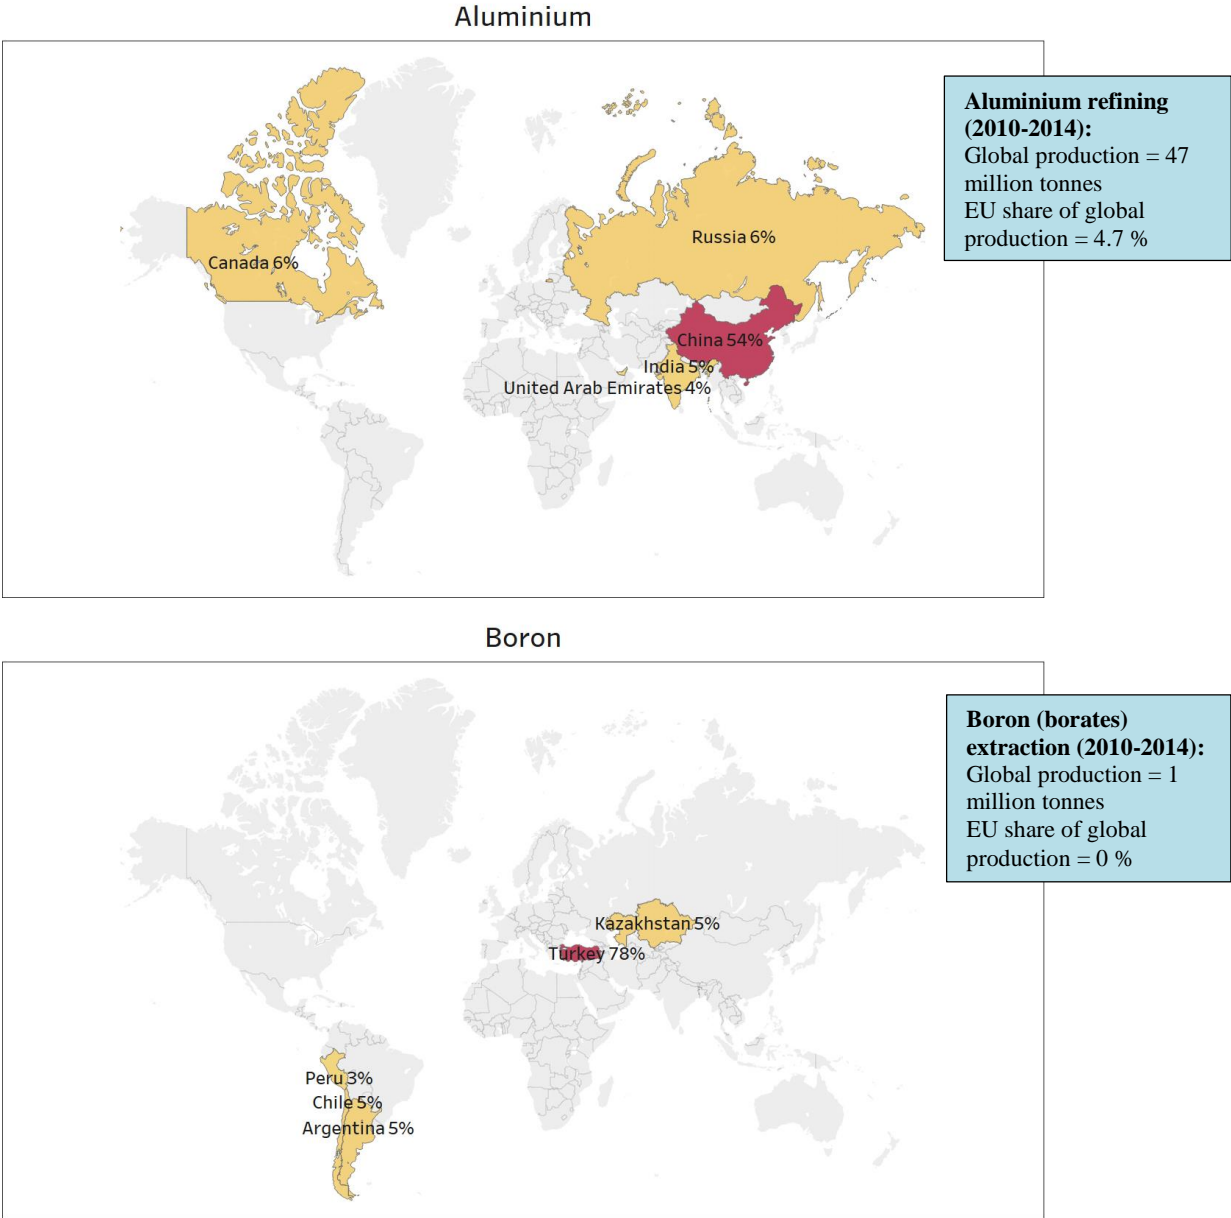 Aluminium
Aluminium refining
(2010-2014):
Global production = 47
million tonnes
EU share of global
production = 4.7 %
Russia 6%
Canada 6%
China 54%
India 5%
United Arab Emirates 4%
Boron
Boron (borates)
extraction (2010-2014):
Global production = 1
million tonnes
EU share of global
production = 0 %
Kazakhstan 5%
Turkey 78%
Peru 3%
Chile 5%
Argentina 5%